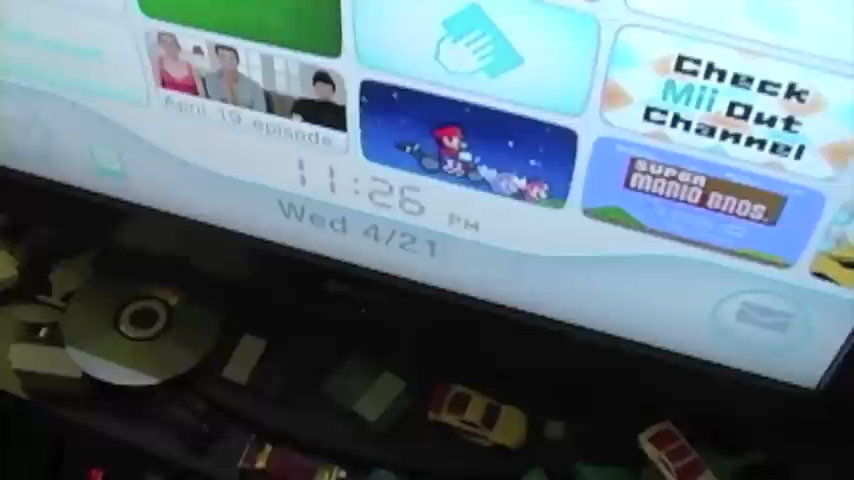 Check
Mii Out
Channel
April 19 episode
SUPER
MARIO BROS.
11:26 PM
Wed 4/21